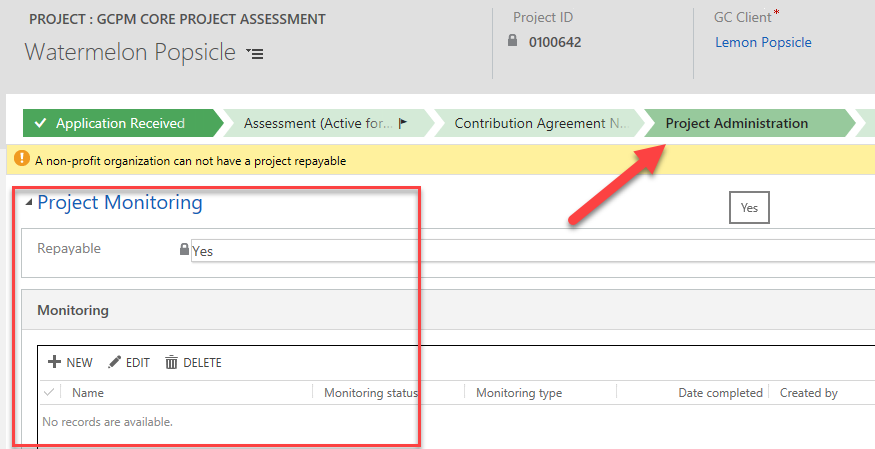 PROJECT : GCPM CORE PROJECT ASSESSMENT
Watermelon Popsicle
Project ID
0100642
GC Client*
Lemon Popsicle
Application Received
Assessment (Active for...
Contribution Agreement N...
Project Administration
A non-profit organization can not have a project repayable
Project Monitoring
Yes
Repayable
Yes
Monitoring
NEW EDIT DELETE
Name Monitoring status Monitoring type Date completed Created by
No records are available.